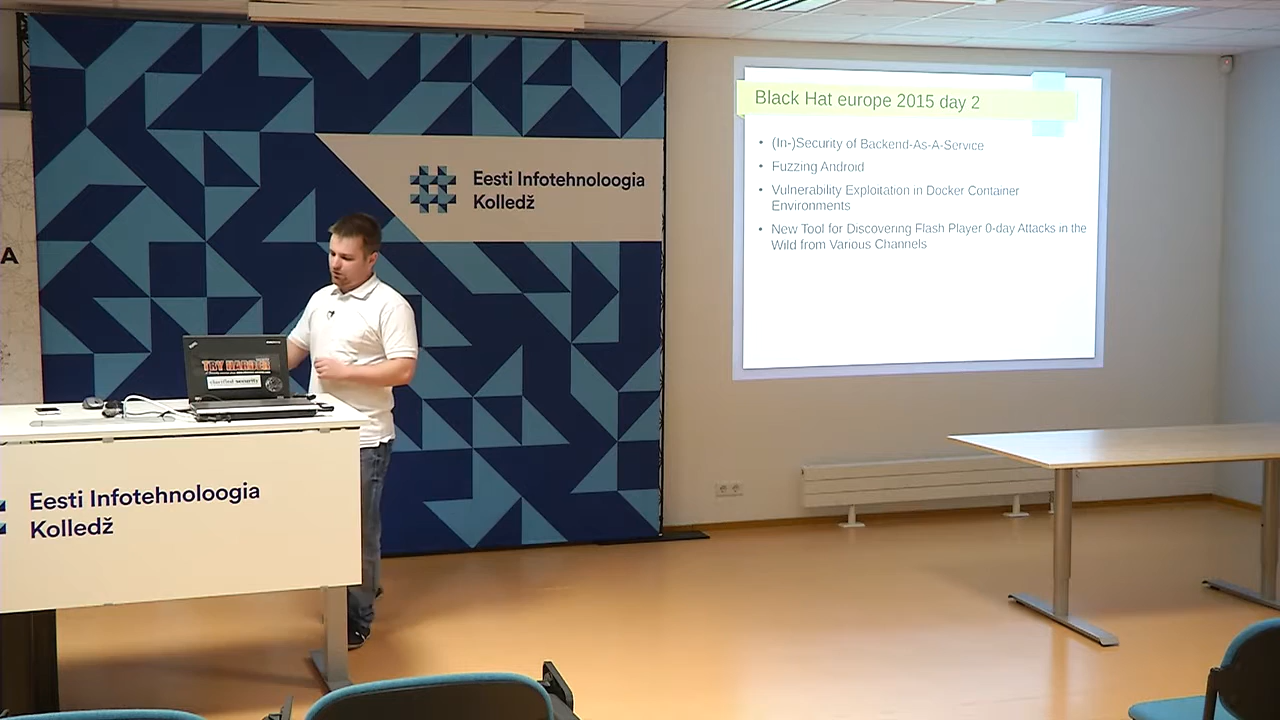 Black Hat europe 2015 day 2
• (In-)Security of Backend-As-A-Service
• Fuzzing Android
• Vulnerability Exploitation in Docker Container
Environments
• New Tool for Discovering Flash Player 0-day Attacks in the
Wild from Various Channels
Eesti Infotehnoloogia
Kolledž
A
TRY HARDER
clarified security
Eesti Infotehnoloogia
Kolledž